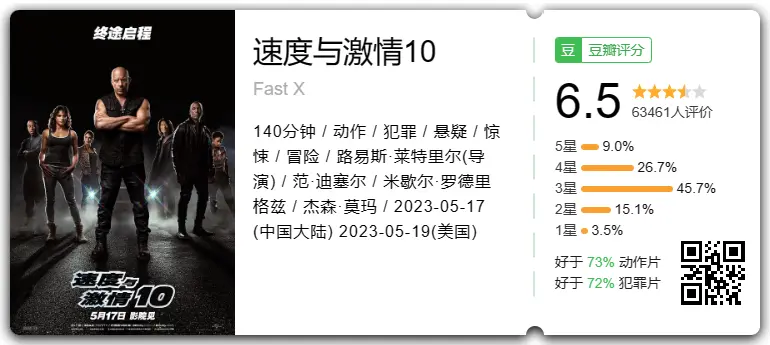 终途启程
速度与
激情10
5月17日 影院见
速度与激情10
Fast X
140分钟 / 动作 / 犯罪 / 悬疑 / 惊
悚 / 冒险 / 路易斯·莱特里尔(导
演) / 范·迪塞尔 / 米歇尔·罗德里
格兹 / 杰森·莫玛 / 2023-05-17
(中国大陆) 2023-05-19(美国)
豆 豆瓣评分
6.5
63461人评价
5星 9.0%
4星 26.7%
3星 45.7%
2星 15.1%
1星 3.5%
好于 73% 动作片
好于 72% 犯罪片